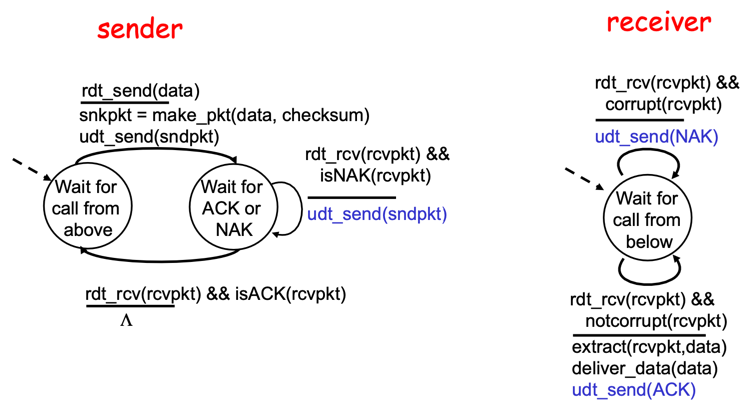 sender
rdt_send(data)
snkpkt = make_pkt(data, checksum)
udt_send(sndpkt)
Wait for
call from
above
Wait for
ACK or
NAK
rdt_rcv(rcvpkt) &&
isNAK(rcvpkt)
udt_send(sndpkt)
rdt_rcv(rcvpkt) && isACK(rcvpkt)
Λ
receiver
rdt_rcv(rcvpkt) &&
corrupt(rcvpkt)
udt_send(NAK)
Wait for
call from
below
rdt_rcv(rcvpkt) &&
notcorrupt(rcvpkt)
extract(rcvpkt,data)
deliver_data(data)
udt_send(ACK)